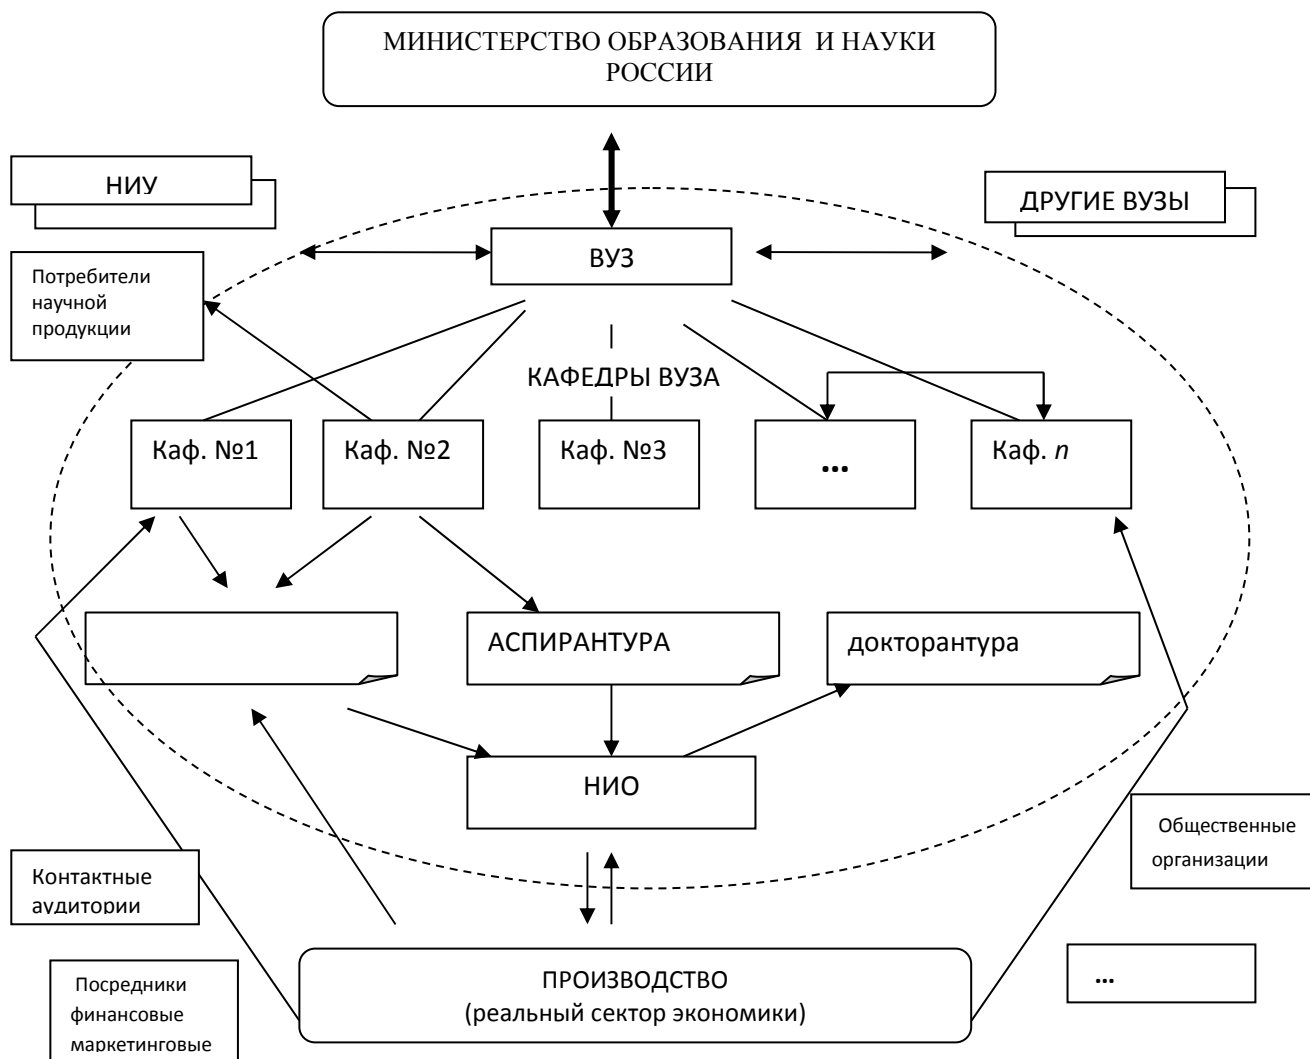 МИНИСТЕРСТВО ОБРАЗОВАНИЯ И НАУКИ
РОССИИ
НИУ
ДРУГИЕ ВУЗЫ
ВУЗ
Потребители
научной
продукции
КАФЕДРЫ ВУЗА
Каф. №1
Каф. №2
Каф. №3
...
Каф. n
АСПИРАНТУРА
докторантура
НИО
Общественные
организации
Контактные
аудитории
ПРОИЗВОДСТВО
(реальный сектор экономики)
...
Посредники
финансовые
маркетинговые